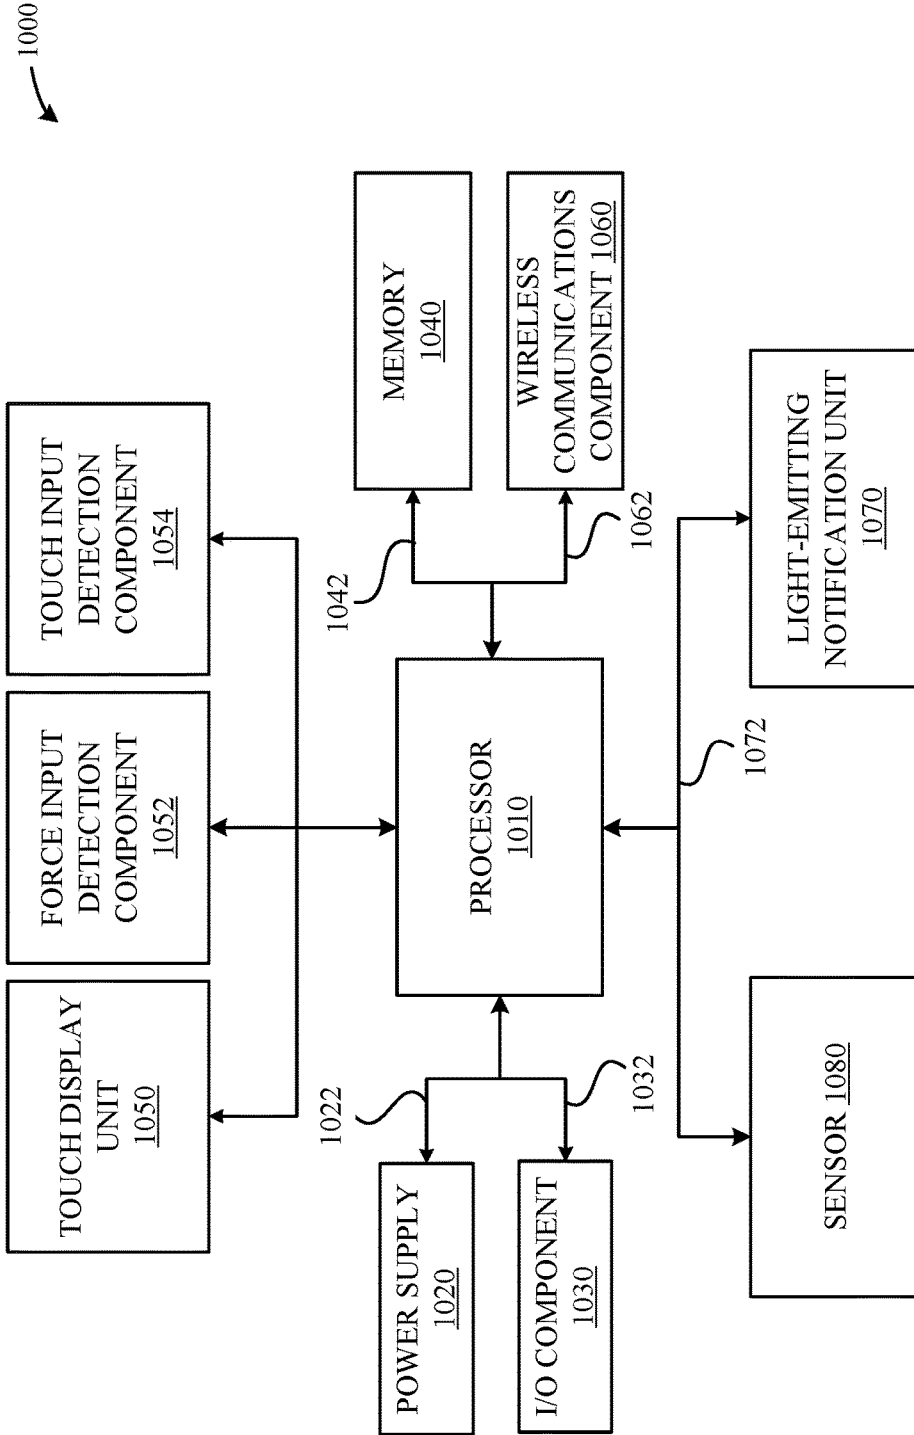 1000
TOUCH DISPLAY
UNIT
1050
FORCE INPUT
DETECTION
COMPONENT
1052
TOUCH INPUT
DETECTION
COMPONENT
1054
POWER SUPPLY
1020
1022
I/O COMPONENT
1030
1032
PROCESSOR
1010
1042
MEMORY
1040
1062
WIRELESS
COMMUNICATIONS
COMPONENT 1060
1072
SENSOR 1080
LIGHT-EMITTING
NOTIFICATION UNIT
1070